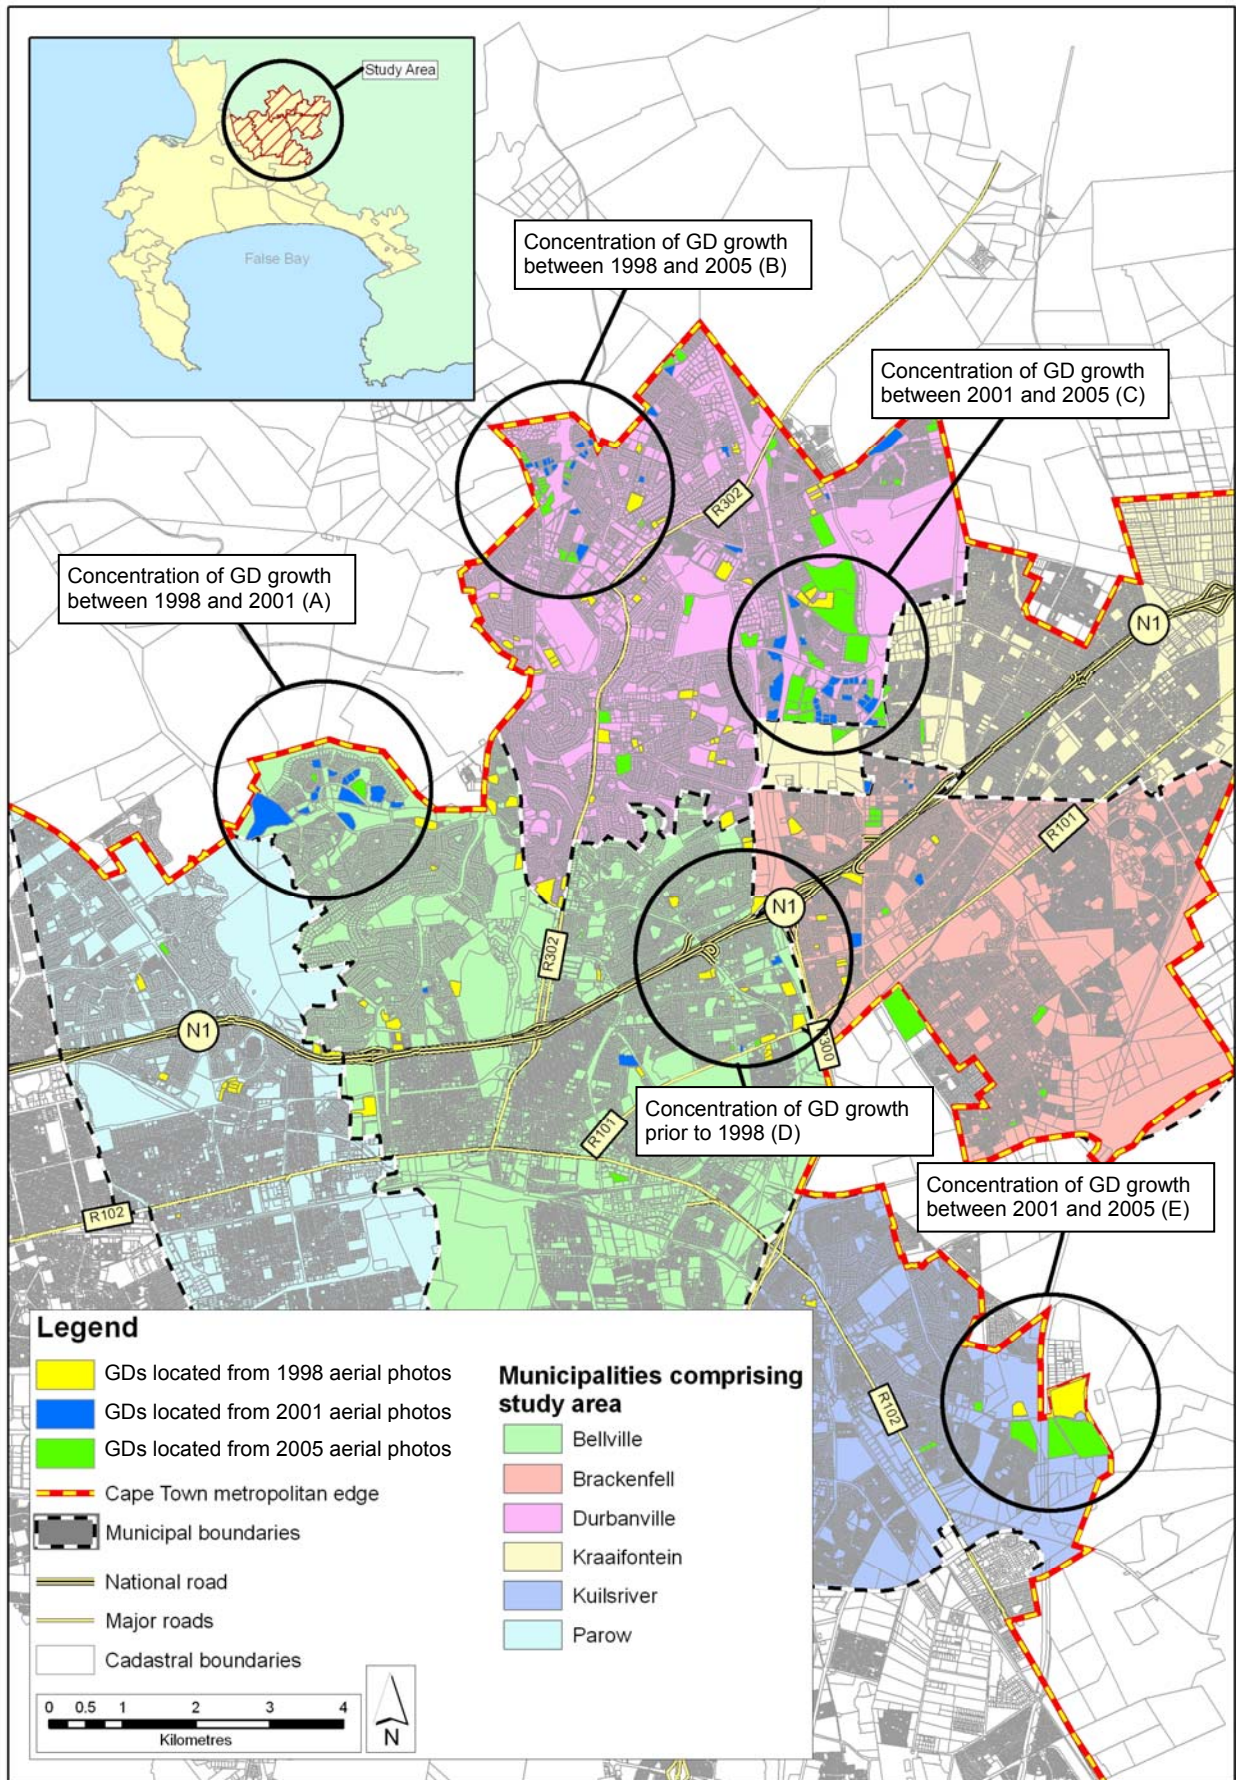 Study Area
False Bay
Concentration of GD growth
between 1998 and 2005 (B)
Concentration of GD growth
between 2001 and 2005 (C)
R302
Concentration of GD growth
between 1998 and 2001 (A)
N1
R101
N1
R302
N1
R300
Concentration of GD growth
prior to 1998 (D)
R101
Concentration of GD growth
between 2001 and 2005 (E)
R102
R102
Legend
GDs located from 1998 aerial photos
GDs located from 2001 aerial photos
GDs located from 2005 aerial photos
Cape Town metropolitan edge
Municipal boundaries
National road
Major roads
Cadastral boundaries
0 0.5 1 2 3 4
Kilometres
N
Municipalities comprising
study area
Bellville
Brackenfell
Durbanville
Kraaifontein
Kuilsriver
Parow